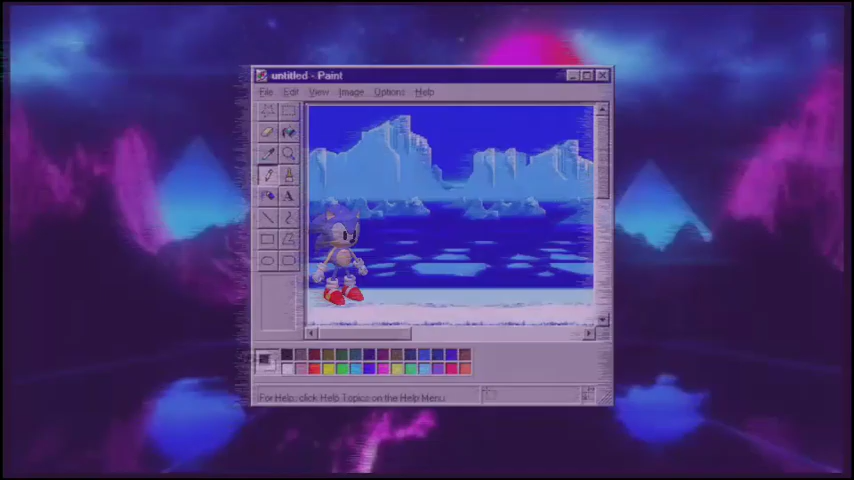 untitled - Paint
File Edit View Image Options Help
A
For Help, click Help Topics on the Help Menu.